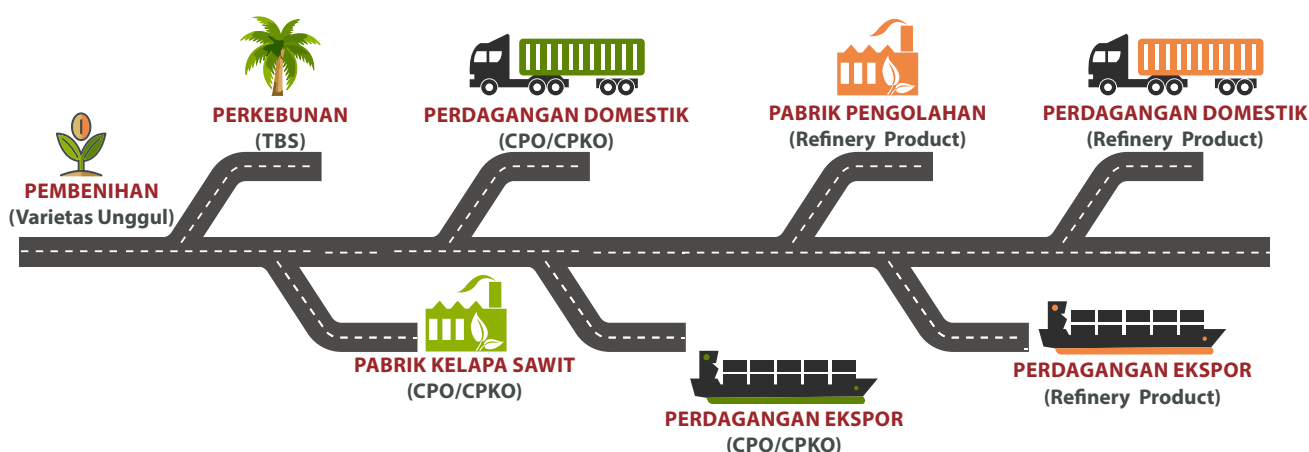 PEMBENIHAN
(Varietas Unggul)
PERKEBUNAN
(TBS)
PABRIK KELAPA SAWIT
(CPO/CPKO)
PERDAGANGAN DOMESTIK
(CPO/CPKO)
PERDAGANGAN EKSPOR
(CPO/CPKO)
PABRIK PENGOLAHAN
(Refinery Product)
PERDAGANGAN EKSPOR
(Refinery Product)
PERDAGANGAN DOMESTIK
(Refinery Product)